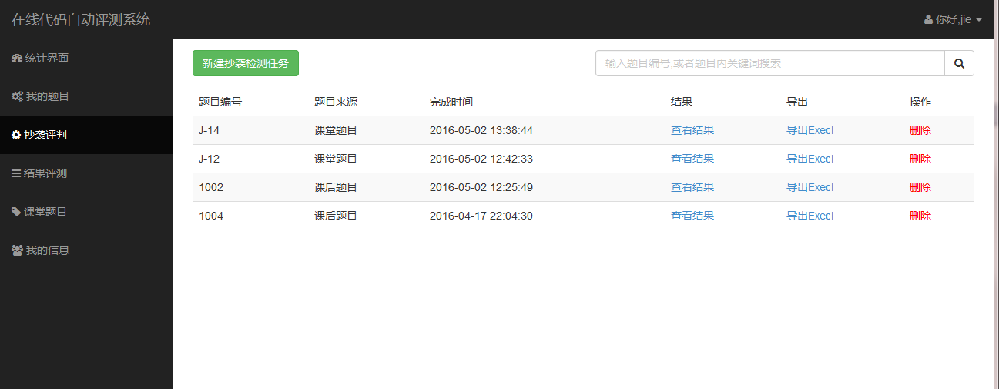 在线代码自动评测系统
你好,jie
统计界面
我的题目
抄袭评判
结果评测
课堂题目
我的信息
新建抄袭检测任务
输入题目编号,或者题目内关键词搜索
题目编号 题目来源 完成时间 结果 导出 操作
J-14 课堂题目 2016-05-02 13:38:44 查看结果 导出Execl 删除
J-12 课堂题目 2016-05-02 12:42:33 查看结果 导出Execl 删除
1002 课后题目 2016-05-02 12:25:49 查看结果 导出Execl 删除
1004 课后题目 2016-04-17 22:04:30 查看结果 导出Execl 删除